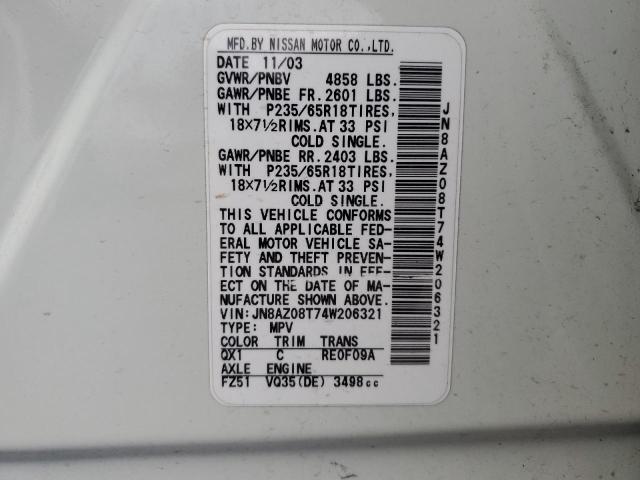 MFD.BY NISSAN MOTOR CO.,LTD.
DATE 11/03
GVWR/PNBV 4858 LBS.
GAWR/PNBE FR.2601 LBS.
WITH P235/65R18TIRES,
18X7½RIMS.AT 33 PSI
COLD SINGLE.
GAWR/PNBE RR.2403 LBS.
WITH P235/65R18TIRES,
18X7½RIMS.AT 33 PSI
COLD SINGLE.
THIS VEHICLE CONFORMS
TO ALL APPLICABLE FED-
ERAL MOTOR VEHICLE SA-
FETY AND THEFT PREVEN-
TION STANDARDS IN EFF-
ECT ON THE DATE OF MA-
NUFACTURE SHOWN ABOVE.
VIN:JN8AZ08T74W206321
TYPE: MPV
COLOR TRIM TRANS
QX1 C RE0F09A
AXLE ENGINE
FZ51 VQ35(DE) 3498cc
JN8AZ08T74W206321